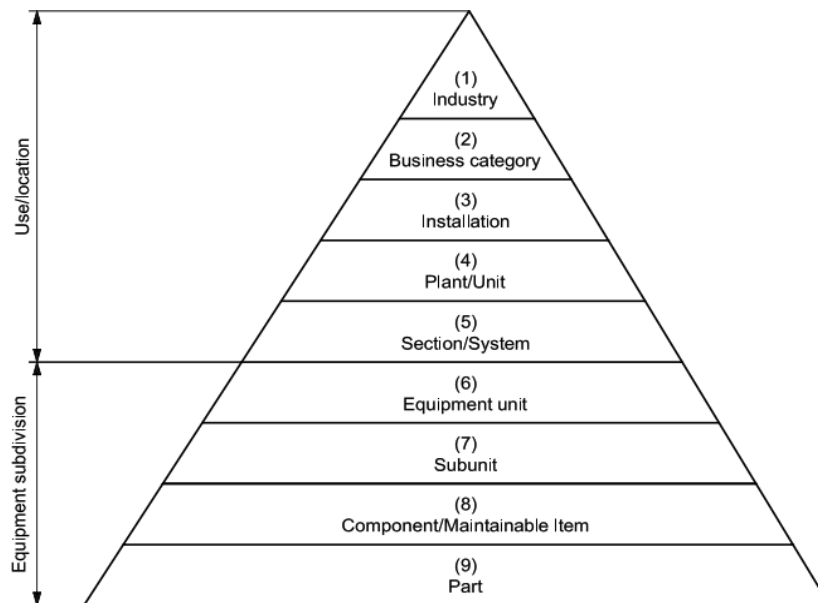 (1)
Industry
(2)
Business category
(3)
Installation
(4)
Plant/Unit
(5)
Section/System
(6)
Equipment unit
(7)
Subunit
(8)
Component/Maintainable Item
(9)
Part
Use/location
Equipment subdivision